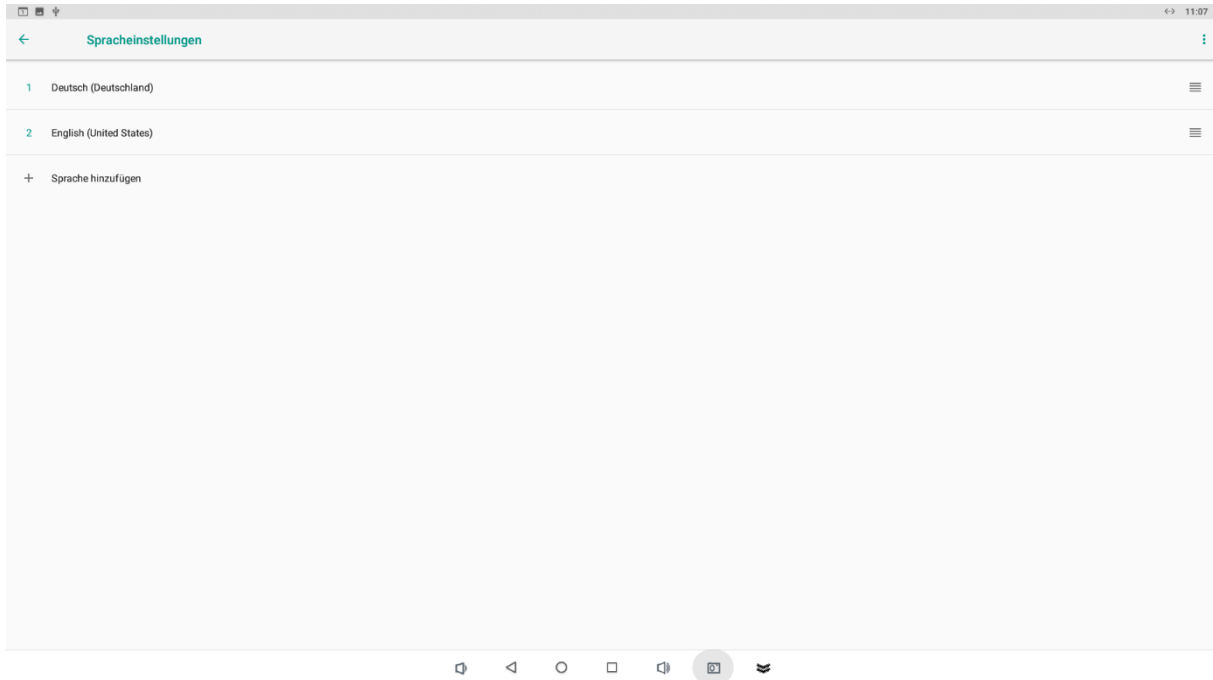 11:07
Spracheinstellungen
1 Deutsch (Deutschland)
2 English (United States)
+ Sprache hinzufügen